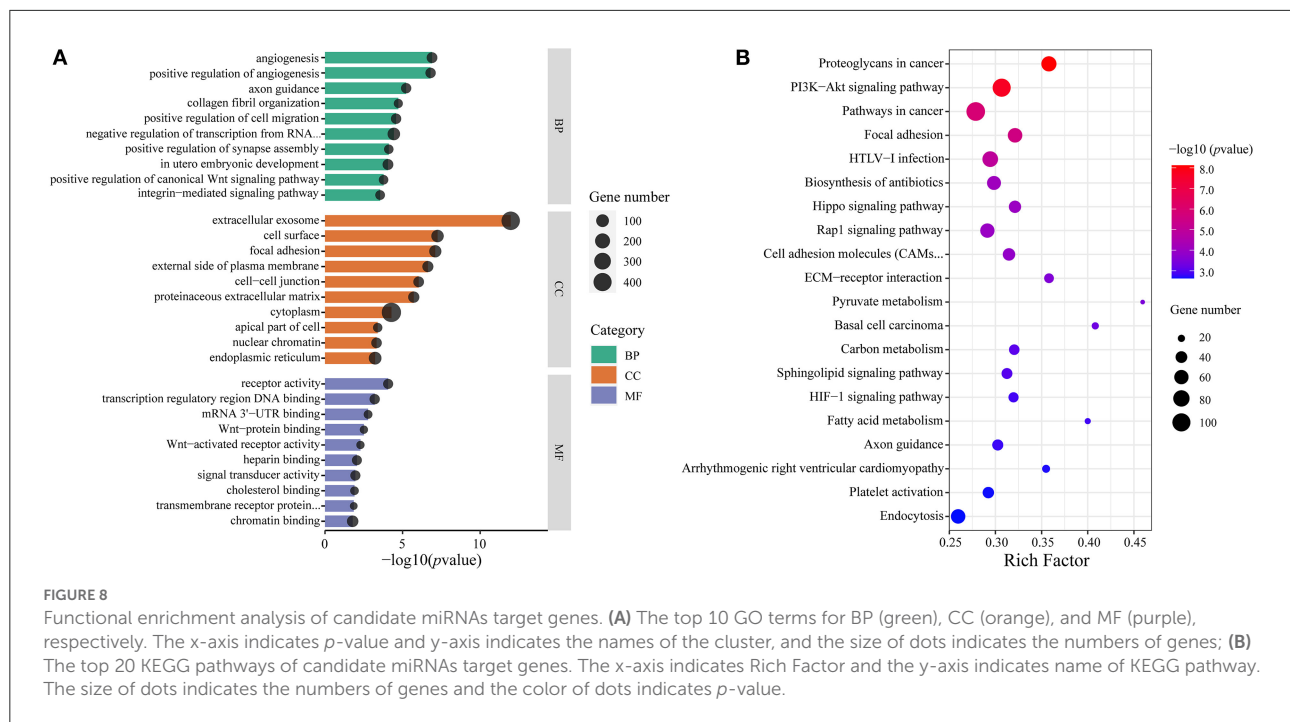 A
angiogenesis
positive regulation of angiogenesis
axon guidance
collagen fibril organization
positive regulation of cell migration
negative regulation of transcription from RNA...
positive regulation of synapse assembly
in utero embryonic development
positive regulation of canonical Wnt signaling pathway
integrin−mediated signaling pathway
BP
extracellular exosome
cell surface
focal adhesion
external side of plasma membrane
cell−cell junction
proteinaceous extracellular matrix
cytoplasm
apical part of cell
nuclear chromatin
endoplasmic reticulum
CC
receptor activity
transcription regulatory region DNA binding
mRNA 3'−UTR binding
Wnt−protein binding
Wnt−activated receptor activity
heparin binding
signal transducer activity
cholesterol binding
transmembrane receptor protein...
chromatin binding
MF
0 5 10
−log10(pvalue)
Gene number
100
200
300
400
Category
BP
CC
MF
B
Proteoglycans in cancer
PI3K−Akt signaling pathway
Pathways in cancer
Focal adhesion
HTLV−I infection
Biosynthesis of antibiotics
Hippo signaling pathway
Rap1 signaling pathway
Cell adhesion molecules (CAMs...
ECM−receptor interaction
Pyruvate metabolism
Basal cell carcinoma
Carbon metabolism
Sphingolipid signaling pathway
HIF−1 signaling pathway
Fatty acid metabolism
Axon guidance
Arrhythmogenic right ventricular cardiomyopathy
Platelet activation
Endocytosis
0.25 0.30 0.35 0.40 0.45
Rich Factor
−log10 (pvalue)
8.0
7.0
6.0
5.0
4.0
3.0
Gene number
20
40
60
80
100
FIGURE 8
Functional enrichment analysis of candidate miRNAs target genes. (A) The top 10 GO terms for BP (green), CC (orange), and MF (purple),
respectively. The x-axis indicates p-value and y-axis indicates the names of the cluster, and the size of dots indicates the numbers of genes; (B)
The top 20 KEGG pathways of candidate miRNAs target genes. The x-axis indicates Rich Factor and the y-axis indicates name of KEGG pathway.
The size of dots indicates the numbers of genes and the color of dots indicates p-value.